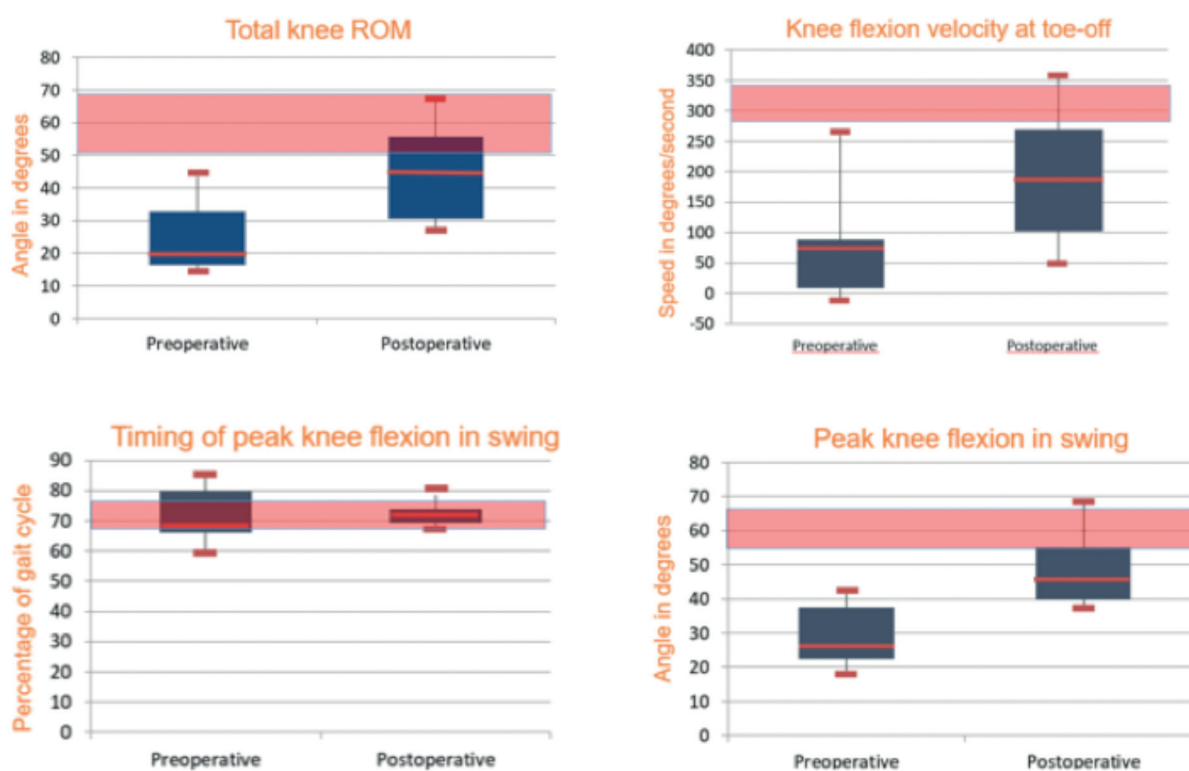 Total knee ROM
Angle in degrees
80
70
60
50
40
30
20
10
0
Preoperative
Postoperative
Knee flexion velocity at toe-off
Speed in degrees/second
400
350
300
250
200
150
100
50
0
-50
Preoperative
Postoperative
Timing of peak knee flexion in swing
Percentage of gait cycle
90
80
70
60
50
40
30
20
10
0
Preoperative
Postoperative
Peak knee flexion in swing
Angle in degrees
80
70
60
50
40
30
20
10
0
Preoperative
Postoperative